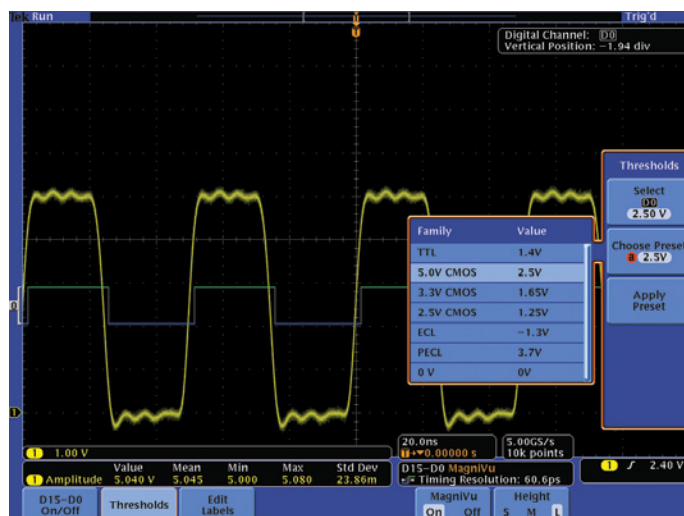 Tek Run Trig'd
Digital Channel: D0
Vertical Position: −1.94 div
T
Thresholds
Select
D0
2.50 V
Choose Preset
a 2.5V
Apply
Preset
Family Value
TTL 1.4V
5.0V CMOS 2.5V
3.3V CMOS 1.65V
2.5V CMOS 1.25V
ECL −1.3V
PECL 3.7V
0 V 0V
1
1 1.00 V
20.0ns
T→▼0.00000 s
5.00GS/s
10k points
Value Mean Min Max Std Dev
1 Amplitude 5.040 V 5.045 5.000 5.080 23.86m
D15–D0 MagniVu
Timing Resolution: 60.6ps
1 ∫ 2.40 V
D15–D0
On/Off
Thresholds
Edit
Labels
MagniVu
On Off
Height
S M L